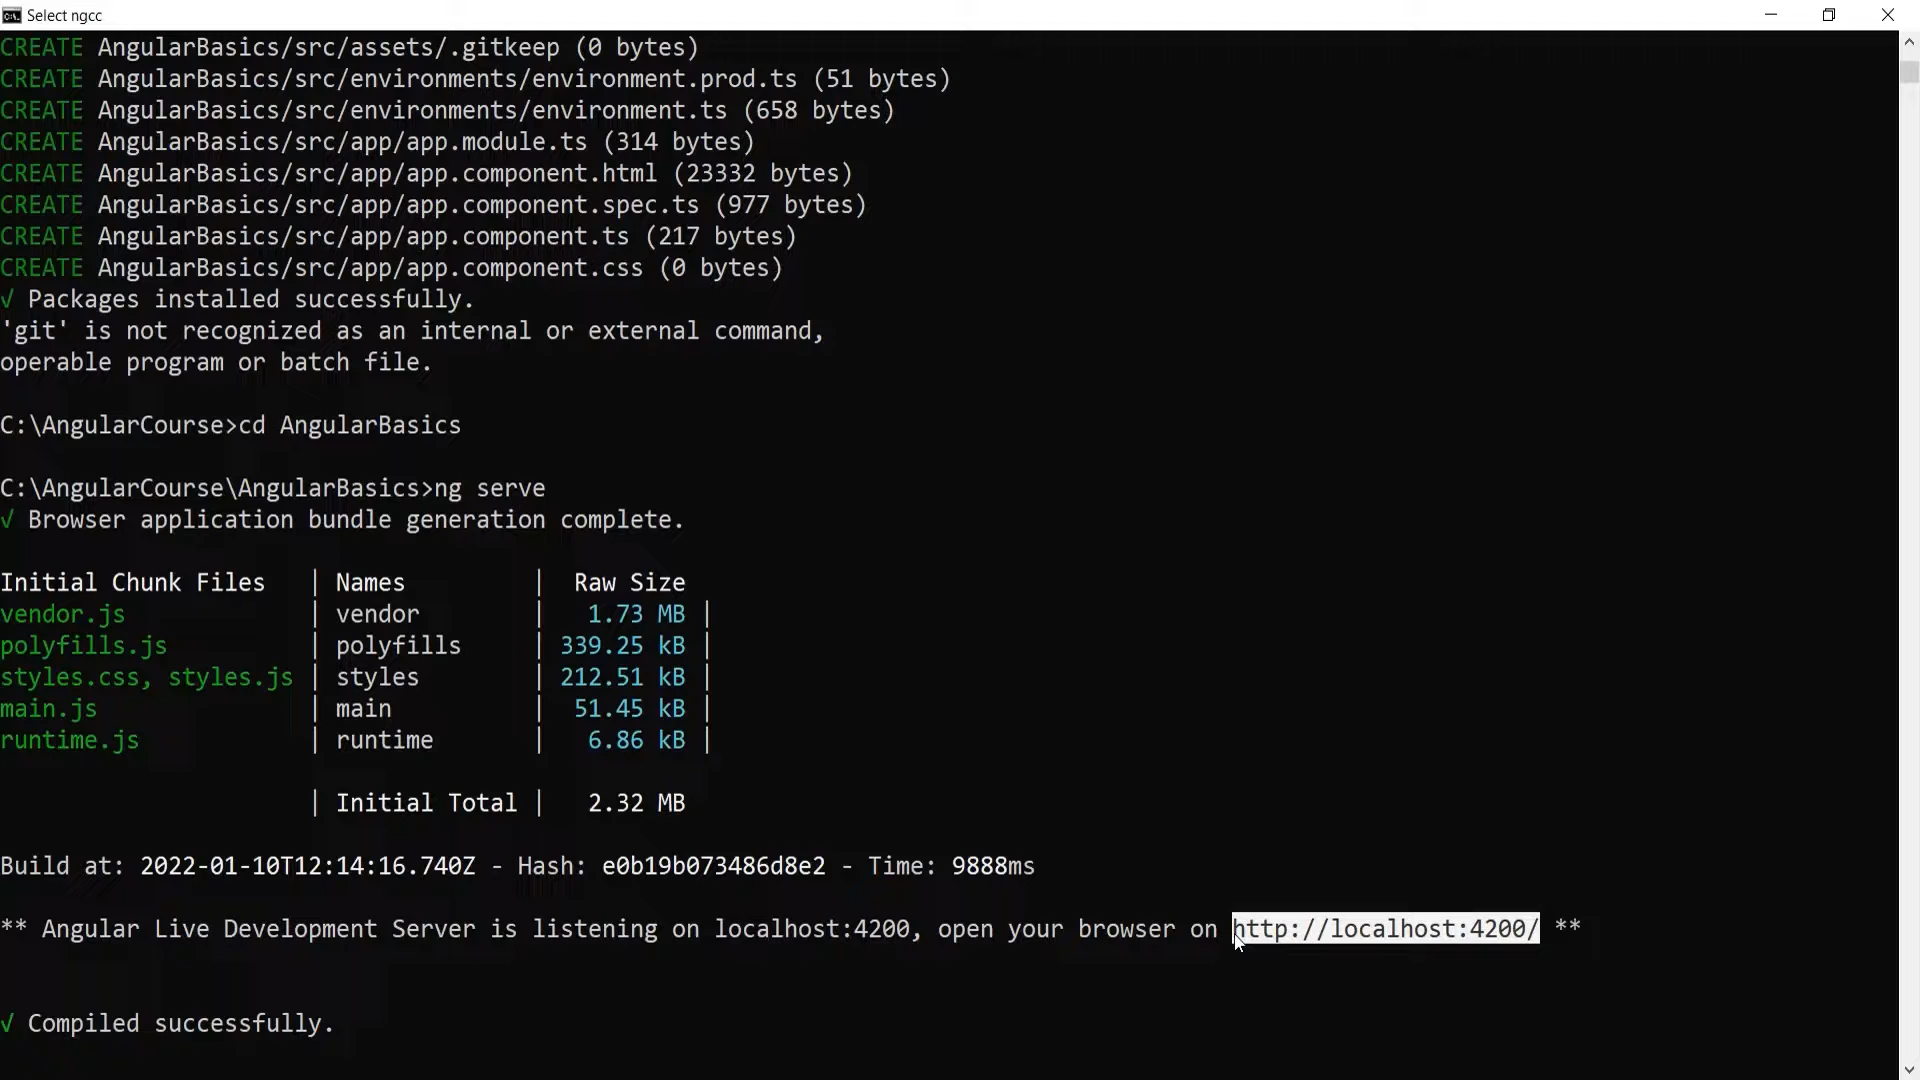 Select ngcc
CREATE AngularBasics/src/assets/.gitkeep (0 bytes)
CREATE AngularBasics/src/environments/environment.prod.ts (51 bytes)
CREATE AngularBasics/src/environments/environment.ts (658 bytes)
CREATE AngularBasics/src/app/app.module.ts (314 bytes)
CREATE AngularBasics/src/app/app.component.html (23332 bytes)
CREATE AngularBasics/src/app/app.component.spec.ts (977 bytes)
CREATE AngularBasics/src/app/app.component.ts (217 bytes)
CREATE AngularBasics/src/app/app.component.css (0 bytes)
√ Packages installed successfully.
'git' is not recognized as an internal or external command,
operable program or batch file.
C:\AngularCourse>cd AngularBasics
C:\AngularCourse\AngularBasics>ng serve
√ Browser application bundle generation complete.
Initial Chunk Files | Names | Raw Size
vendor.js | vendor | 1.73 MB |
polyfills.js | polyfills | 339.25 kB |
styles.css, styles.js | styles | 212.51 kB |
main.js | main | 51.45 kB |
runtime.js | runtime | 6.86 kB |
| Initial Total | 2.32 MB
Build at: 2022-01-10T12:14:16.740Z - Hash: e0b19b073486d8e2 - Time: 9888ms
** Angular Live Development Server is listening on localhost:4200, open your browser on http://localhost:4200/ **
√ Compiled successfully.